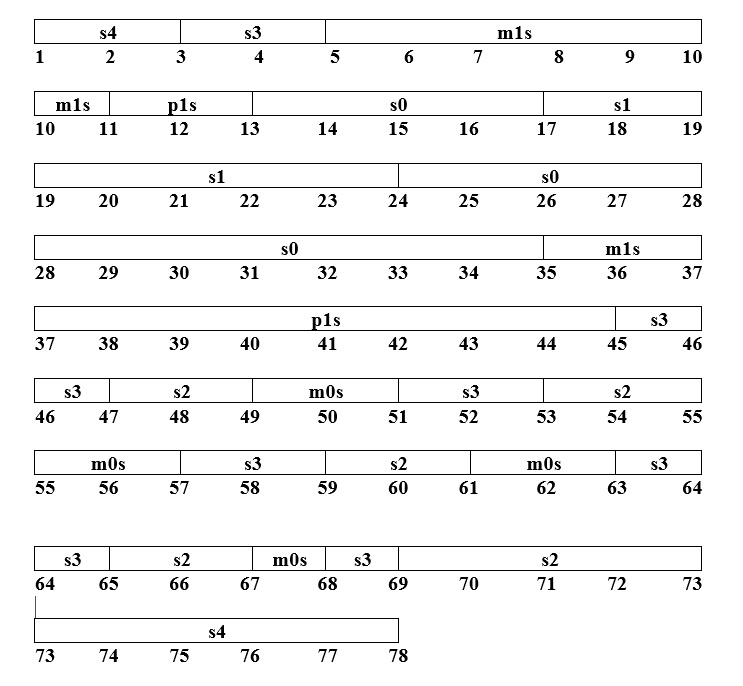 s4 s3 m1s
1 2 3 4 5 6 7 8 9 10
m1s p1s s0 s1
10 11 12 13 14 15 16 17 18 19
s1 s0
19 20 21 22 23 24 25 26 27 28
s0 m1s
28 29 30 31 32 33 34 35 36 37
p1s s3
37 38 39 40 41 42 43 44 45 46
s3 s2 m0s s3 s2
46 47 48 49 50 51 52 53 54 55
m0s s3 s2 m0s s3
55 56 57 58 59 60 61 62 63 64
s3 s2 m0s s3 s2
64 65 66 67 68 69 70 71 72 73
s4
73 74 75 76 77 78